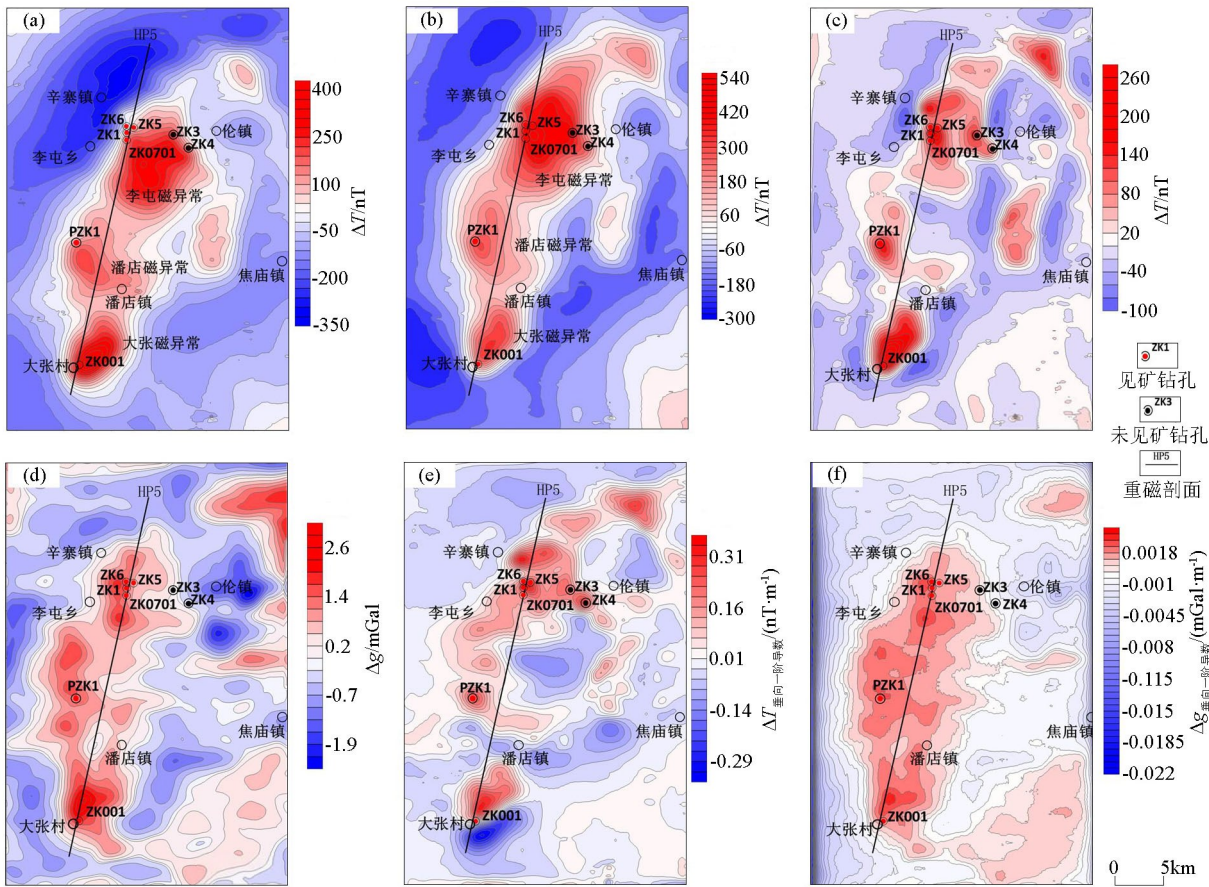 (a)
HP5
辛寨镇
ZK6
ZK5
ZK1
ZK3
伦镇
李屯乡
ZK0701
ZK4
李屯磁异常
PZK1
潘店磁异常
潘店镇
焦庙镇
大张磁异常
大张村
ZK001
400
250
100
-50
-200
-350
ΔT/nT
(b)
HP5
辛寨镇
ZK6
ZK5
ZK1
ZK3
伦镇
李屯乡
ZK0701
ZK4
李屯磁异常
PZK1
潘店磁异常
潘店镇
焦庙镇
大张磁异常
大张村
ZK001
540
420
300
180
60
-60
-180
-300
ΔT/nT
(c)
HP5
辛寨镇
ZK6
ZK5
ZK1
ZK3
伦镇
李屯乡
ZK0701
ZK4
PZK1
潘店镇
焦庙镇
大张村
ZK001
260
200
140
80
20
-40
-100
ΔT/nT
ZK1
见矿钻孔
ZK3
未见矿钻孔
HP5
重磁剖面
(d)
HP5
辛寨镇
ZK6
ZK5
ZK1
ZK3
伦镇
李屯乡
ZK0701
ZK4
PZK1
潘店镇
焦庙镇
大张村
ZK001
2.6
1.4
0.2
-0.7
-1.9
Δg/mGal
(e)
HP5
辛寨镇
ZK6
ZK5
ZK1
ZK3
伦镇
李屯乡
ZK0701
ZK4
PZK1
潘店镇
焦庙镇
大张村
ZK001
0.31
0.16
0.01
-0.14
-0.29
ΔT垂向一阶导数/(nT·m-1)
(f)
HP5
辛寨镇
ZK6
ZK5
ZK1
ZK3
伦镇
李屯乡
ZK0701
ZK4
PZK1
潘店镇
焦庙镇
大张村
ZK001
0.0018
-0.001
-0.0045
-0.008
-0.0115
-0.015
-0.0185
-0.022
Δg垂向一阶导数/(mGal·m-1)
0 5km